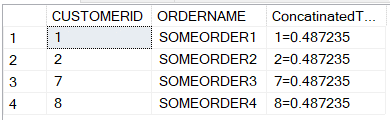 CUSTOMERID ORDERNAME ConcatinatedT...
1 1 SOMEORDER1 1=0.487235
2 2 SOMEORDER2 2=0.487235
3 7 SOMEORDER3 7=0.487235
4 8 SOMEORDER4 8=0.487235